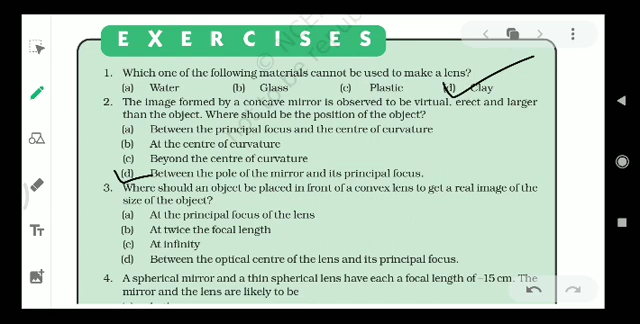 EXERCISES
1. Which one of the following materials cannot be used to make a lens?
(a) Water (b) Glass (c) Plastic (d) Clay
2. The image formed by a concave mirror is observed to be virtual, erect and larger
than the object. Where should be the position of the object?
(a) Between the principal focus and the centre of curvature
(b) At the centre of curvature
(c) Beyond the centre of curvature
(d) Between the pole of the mirror and its principal focus.
3. Where should an object be placed in front of a convex lens to get a real image of the
size of the object?
(a) At the principal focus of the lens
(b) At twice the focal length
(c) At infinity
(d) Between the optical centre of the lens and its principal focus.
4. A spherical mirror and a thin spherical lens have each a focal length of –15 cm. The
mirror and the lens are likely to be